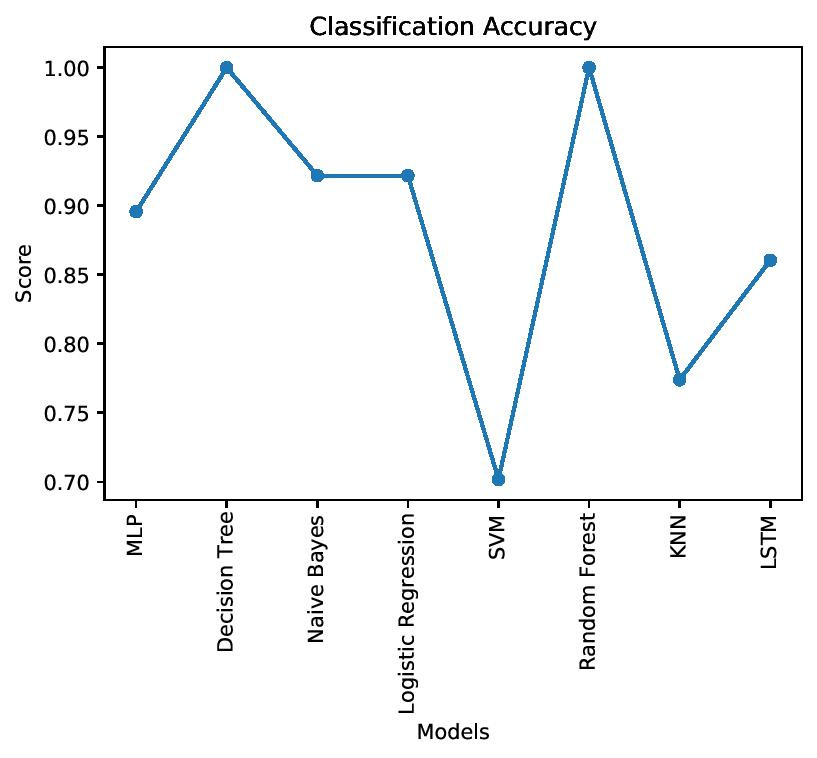 Classification Accuracy
1.00
0.95
0.90
0.85
0.80
0.75
0.70
Score
MLP
Decision Tree
Naive Bayes
Logistic Regression
SVM
Random Forest
KNN
LSTM
Models